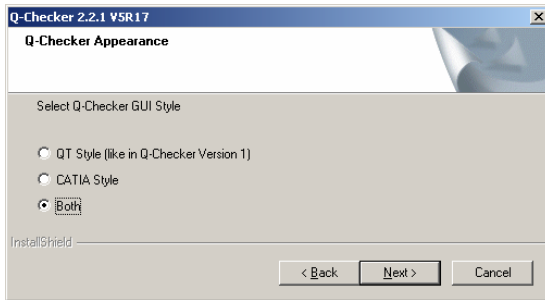 Q-Checker 2.2.1 V5R17
Q-Checker Appearance
Select Q-Checker GUI Style
QT Style (like in Q-Checker Version 1)
CATIA Style
Both
InstallShield
< Back Next > Cancel